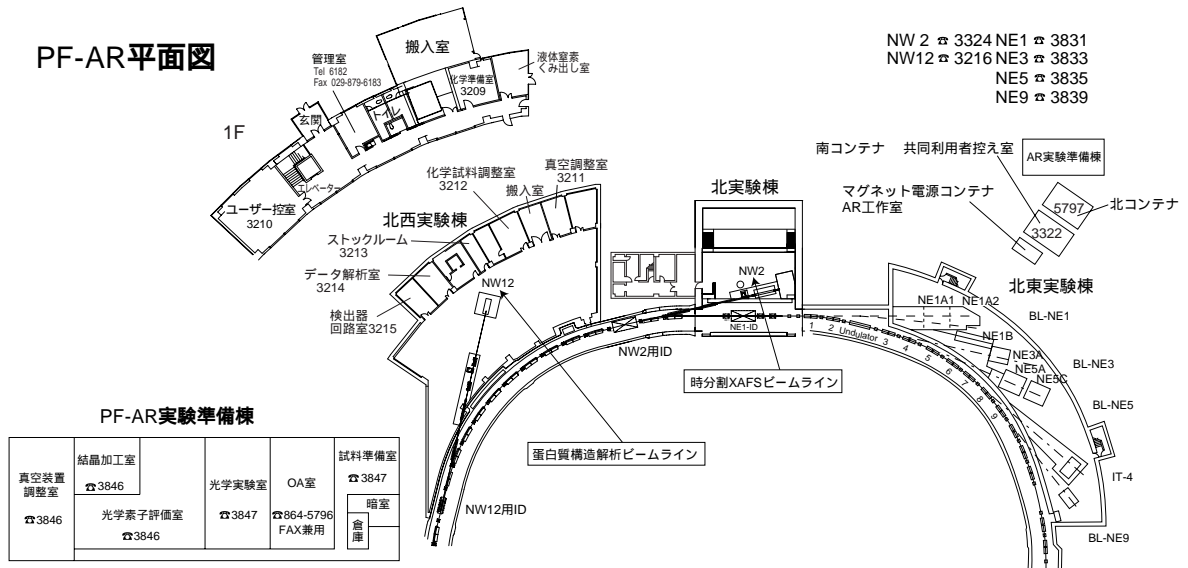 PF-AR平面図
NW 2 ☎ 3324 NE1 ☎ 3831
NW12 ☎ 3216 NE3 ☎ 3833
NE5 ☎ 3835
NE9 ☎ 3839
1F
搬入室
管理室
Tel 6182
Fax 029-879-6183
液体窒素
くみ出し室
化学準備室
3209
トイレ
玄関
エレベーター
ユーザー控室
3210
南コンテナ
共同利用者控え室
AR実験準備棟
マグネット電源コンテナ
AR工作室
5797
3322
北コンテナ
北西実験棟
化学試料調整室
3212
搬入室
真空調整室
3211
ストックルーム
3213
データ解析室
3214
検出器
回路室3215
NW12
北実験棟
NW2
NE1-ID
NW2用ID
時分割XAFSビームライン
蛋白質構造解析ビームライン
NW12用ID
北東実験棟
NE1A1
NE1A2
BL-NE1
NE1B
NE3A
BL-NE3
NE5A
NE5C
BL-NE5
IT-4
BL-NE9
1 2 Undulator 3 4 5 6 7 8 9
PF-AR実験準備棟
真空装置
調整室
☎3846
結晶加工室
☎3846
光学素子評価室
☎3846
光学実験室
☎3847
OA室
☎864-5796
FAX兼用
試料準備室
☎3847
暗室
倉庫